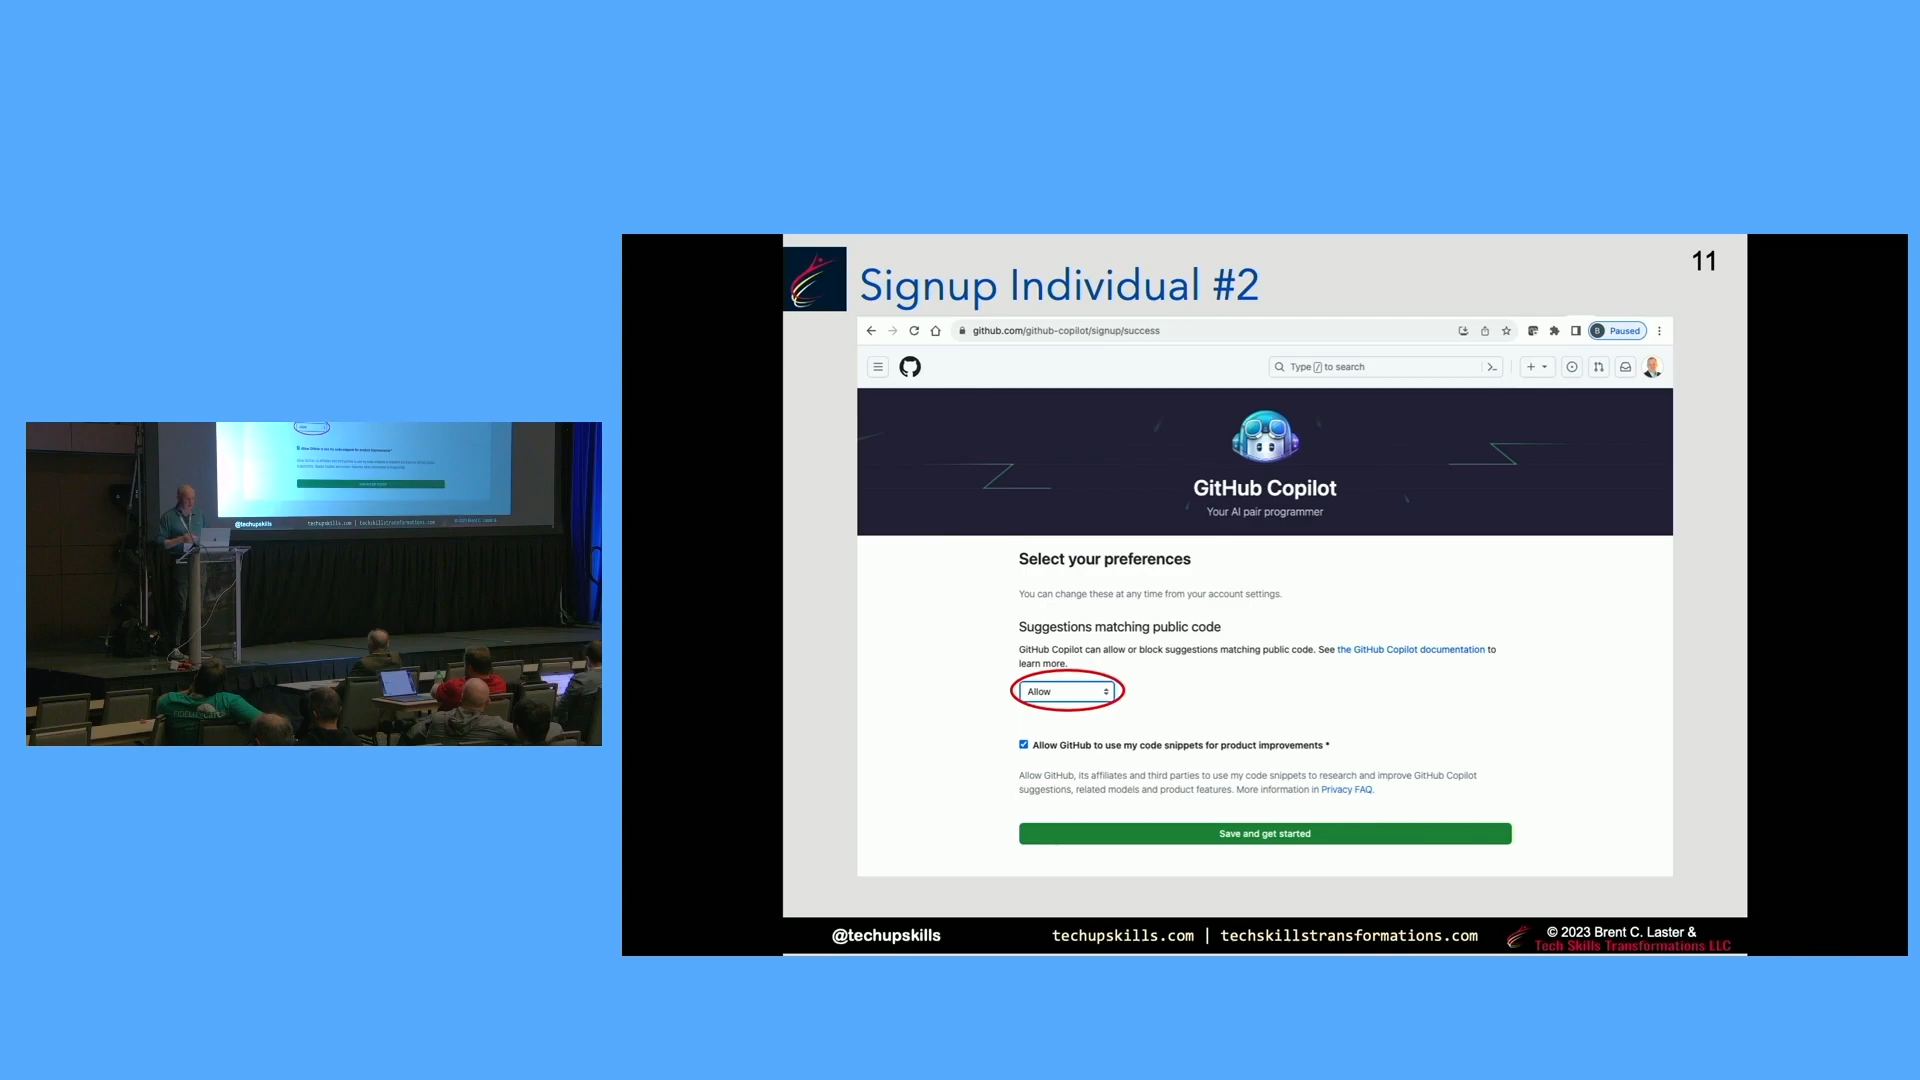 Signup Individual #2
11
github.com/github-copilot/signup/success
B Paused
Type / to search
GitHub Copilot
Your AI pair programmer
Select your preferences
You can change these at any time from your account settings.
Suggestions matching public code
GitHub Copilot can allow or block suggestions matching public code. See the GitHub Copilot documentation to
learn more.
Allow
Allow GitHub to use my code snippets for product improvements *
Allow GitHub, its affiliates and third parties to use my code snippets to research and improve GitHub Copilot
suggestions, related models and product features. More information in Privacy FAQ.
Save and get started
@techupskills
techupskills.com | techskillstransformations.com
© 2023 Brent C. Laster &
Tech Skills Transformations LLC
@techupskills
techupskills.com | techskillstransformations.com